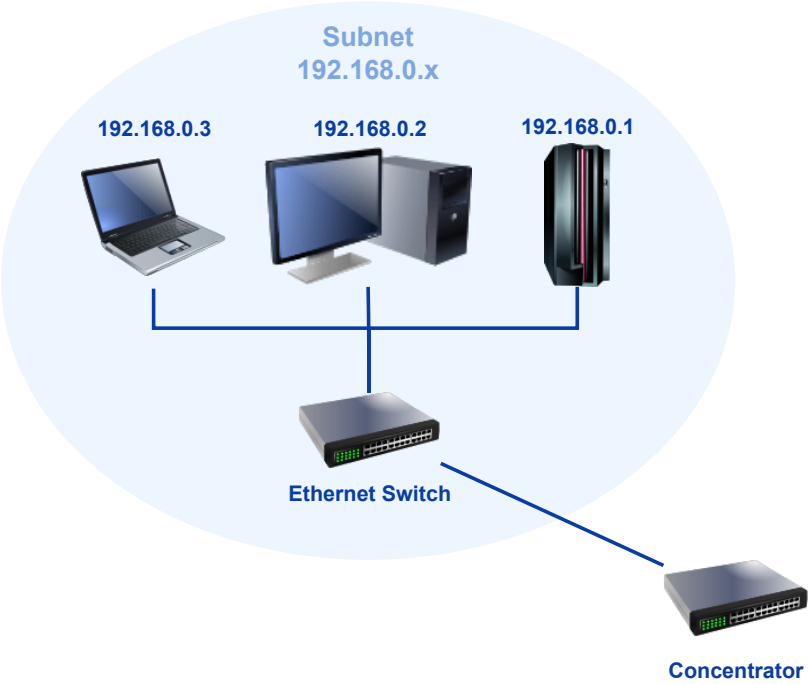 Subnet
192.168.0.x
192.168.0.3
192.168.0.2
192.168.0.1
Ethernet Switch
Concentrator